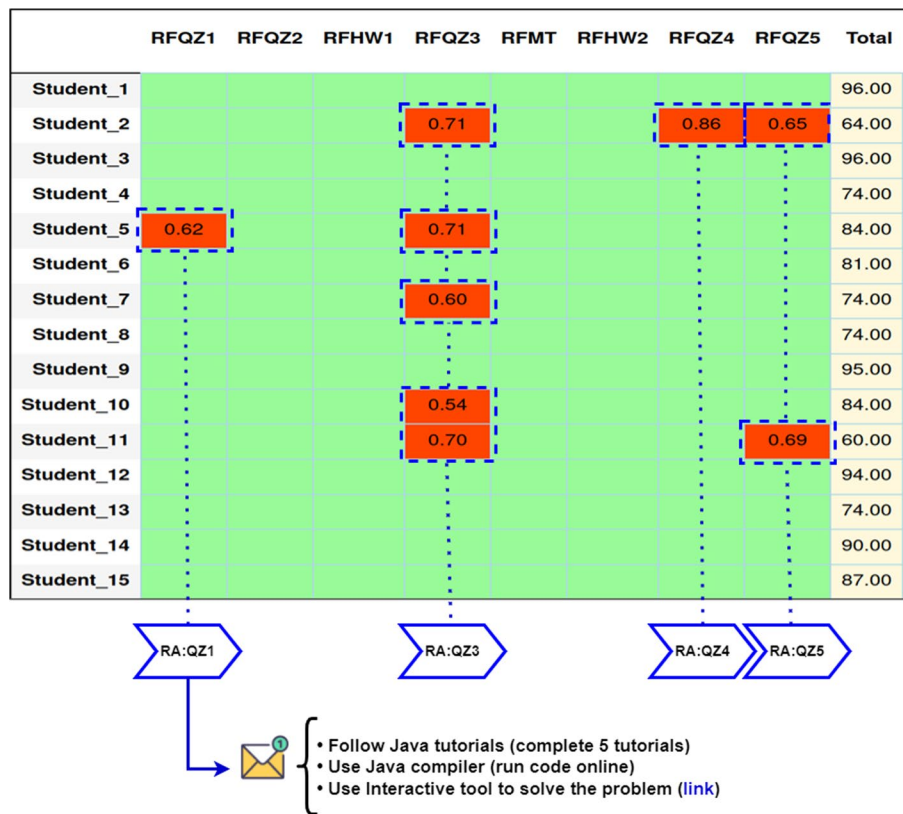 RFQZ1 RFQZ2 RFHW1 RFQZ3 RFMT RFHW2 RFQZ4 RFQZ5 Total
Student_1 96.00
Student_2 0.71 0.86 0.65 64.00
Student_3 96.00
Student_4 74.00
Student_5 0.62 0.71 84.00
Student_6 81.00
Student_7 0.60 74.00
Student_8 74.00
Student_9 95.00
Student_10 0.54 84.00
Student_11 0.70 0.69 60.00
Student_12 94.00
Student_13 74.00
Student_14 90.00
Student_15 87.00
RA:QZ1 RA:QZ3 RA:QZ4 RA:QZ5
1
• Follow Java tutorials (complete 5 tutorials)
• Use Java compiler (run code online)
• Use Interactive tool to solve the problem (link)